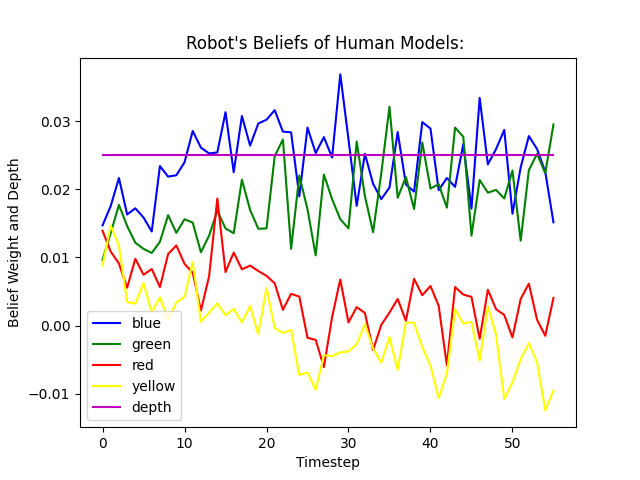 Robot's Beliefs of Human Models:
Belief Weight and Depth
0.03
0.02
0.01
0.00
−0.01
blue
green
red
yellow
depth
0 10 20 30 40 50
Timestep